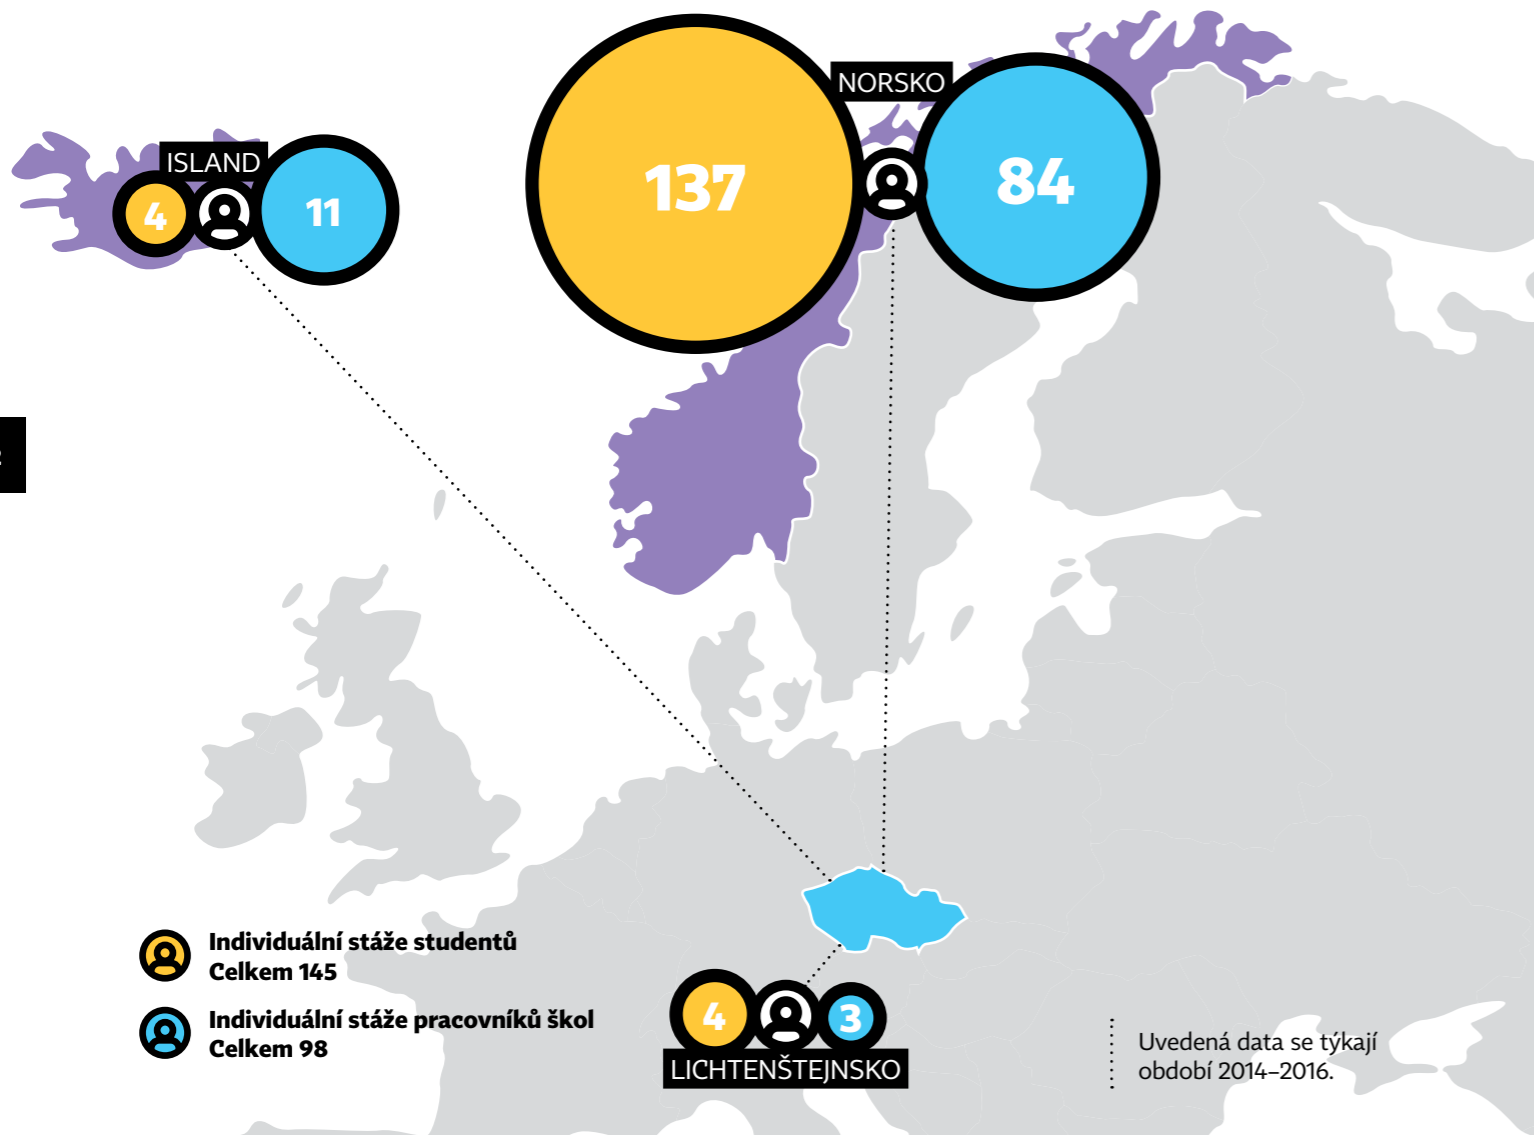 NORSKO
137
84
ISLAND
4
11
Individuální stáže studentů
Celkem 145
Individuální stáže pracovníků škol
Celkem 98
4
3
LICHTENŠTEJNSKO
Uvedená data se týkají
období 2014–2016.